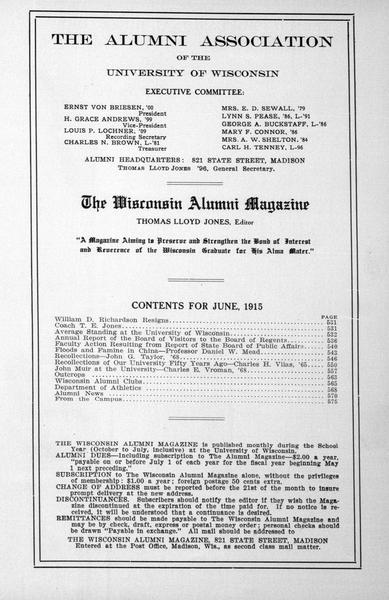 THE ALUMNI ASSOCIATION
OF THE
UNIVERSITY OF WISCONSIN
EXECUTIVE COMMITTEE:
ERNST VON BRIESEN, '00
President
H. GRACE ANDREWS, '99
Vice-President
LOUIS P. LOCHNER, '09
Recording Secretary
CHARLES N. BROWN, L-'81
Treasurer
MRS. E. D. SEWALL, '79
LYNN S. PEASE, '86, L-'91
GEORGE A. BUCKSTAFF, L-'86
MARY F. CONNOR, '86
MRS. A. W. SHELTON, '84
CARL H. TENNEY, L-96
ALUMNI HEADQUARTERS: 821 STATE STREET, MADISON
THOMAS LLOYD JONES '96, General Secretary.
The Wisconsin Alumni Magazine
THOMAS LLOYD JONES, Editor
"A Magazine Aiming to Preserve and Strengthen the Bond of Interest
and Reverence of the Wisconsin Graduate for His Alma Mater."
CONTENTS FOR JUNE, 1915
PAGE
William D. Richardson Resigns 531
Coach T. E. Jones 531
Average Standing at the University of Wisconsin 532
Annual Report of the Board of Visitors to the Board of Regents 536
Faculty Action Resulting from Report of State Board of Public Affairs 540
Floods and Famine in China—Professor Daniel W. Mead 543
Recollections—John G. Taylor, '68 546
Recollections of Our University Fifty Years Ago—Charles H. Vilas, '65 550
John Muir at the University—Charles E. Vroman, '68 557
Outcrops 563
Wisconsin Alumni Clubs 565
Department of Athletics 568
Alumni News 570
From the Campus 575
THE WISCONSIN ALUMNI MAGAZINE is published monthly during the School
Year (October to July, inclusive) at the University of Wisconsin.
ALUMNI DUES—Including subscription to The Alumni Magazine—$2.00 a year,
"payable on or before July 1 of each year for the fiscal year beginning May
1 next preceding."
SUBSCRIPTION to The Wisconsin Alumni Magazine alone, without the privileges
of membership: $1.00 a year; foreign postage 50 cents extra.
CHANGE OF ADDRESS must be reported before the 21st of the month to insure
prompt delivery at the new address.
DISCONTINUANCES. Subscribers should notify the editor if they wish the Maga-
zine discontinued at the expiration of the time paid for. If no notice is re-
ceived, it will be understood that a continuance is desired.
REMITTANCES should be made payable to The Wisconsin Alumni Magazine and
may be by check, draft, express or postal money order; personal checks should
be drawn "Payable in exchange." All mail should be addressed to
THE WISCONSIN ALUMNI MAGAZINE, 821 STATE STREET, MADISON
Entered at the Post Office, Madison, Wis., as second class mail matter.